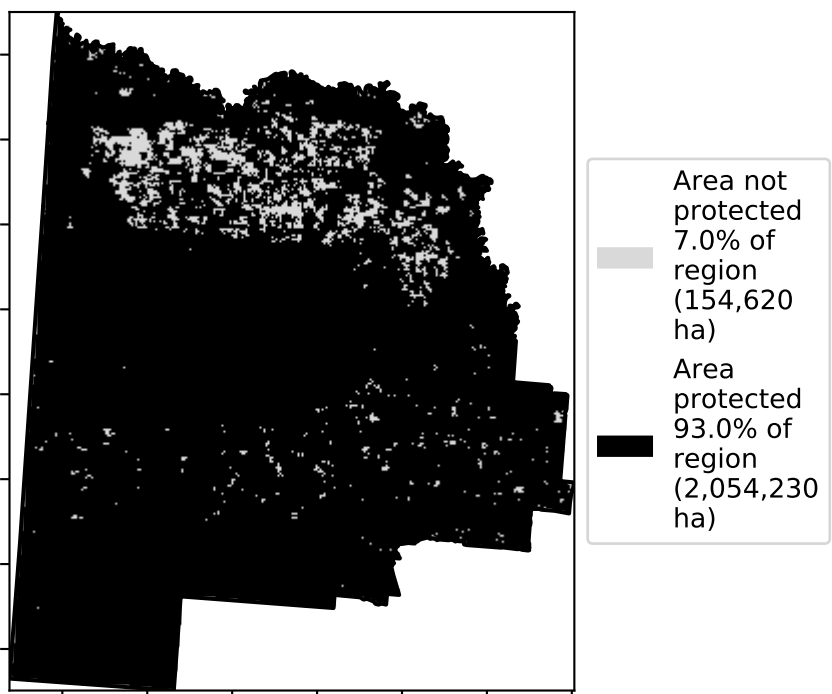 Area not
protected
7.0% of
region
(154,620
ha)
Area
protected
93.0% of
region
(2,054,230
ha)